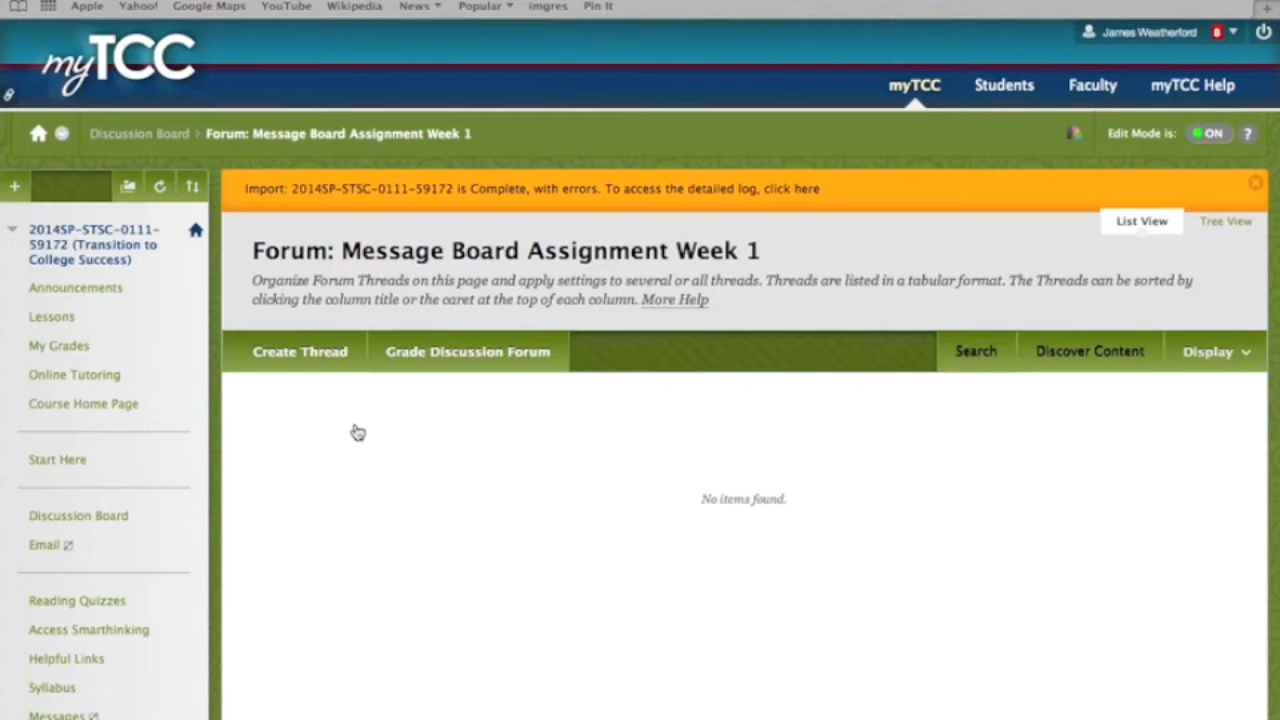 Apple Yahoo! Google Maps YouTube Wikipedia News Popular imgres Pin It
myTCC
James Weatherford 8
myTCC Students Faculty myTCC Help
Discussion Board > Forum: Message Board Assignment Week 1
Edit Mode is: ON ?
Import: 2014SP-STSC-0111-59172 is Complete, with errors. To access the detailed log, click here
List View Tree View
2014SP-STSC-0111-
59172 (Transition to
College Success)
Announcements
Lessons
My Grades
Online Tutoring
Course Home Page
Start Here
Discussion Board
Email
Reading Quizzes
Access Smarthinking
Helpful Links
Syllabus
Messages
Forum: Message Board Assignment Week 1
Organize Forum Threads on this page and apply settings to several or all threads. Threads are listed in a tabular format. The Threads can be sorted by
clicking the column title or the caret at the top of each column. More Help
Create Thread Grade Discussion Forum Search Discover Content Display
No items found.